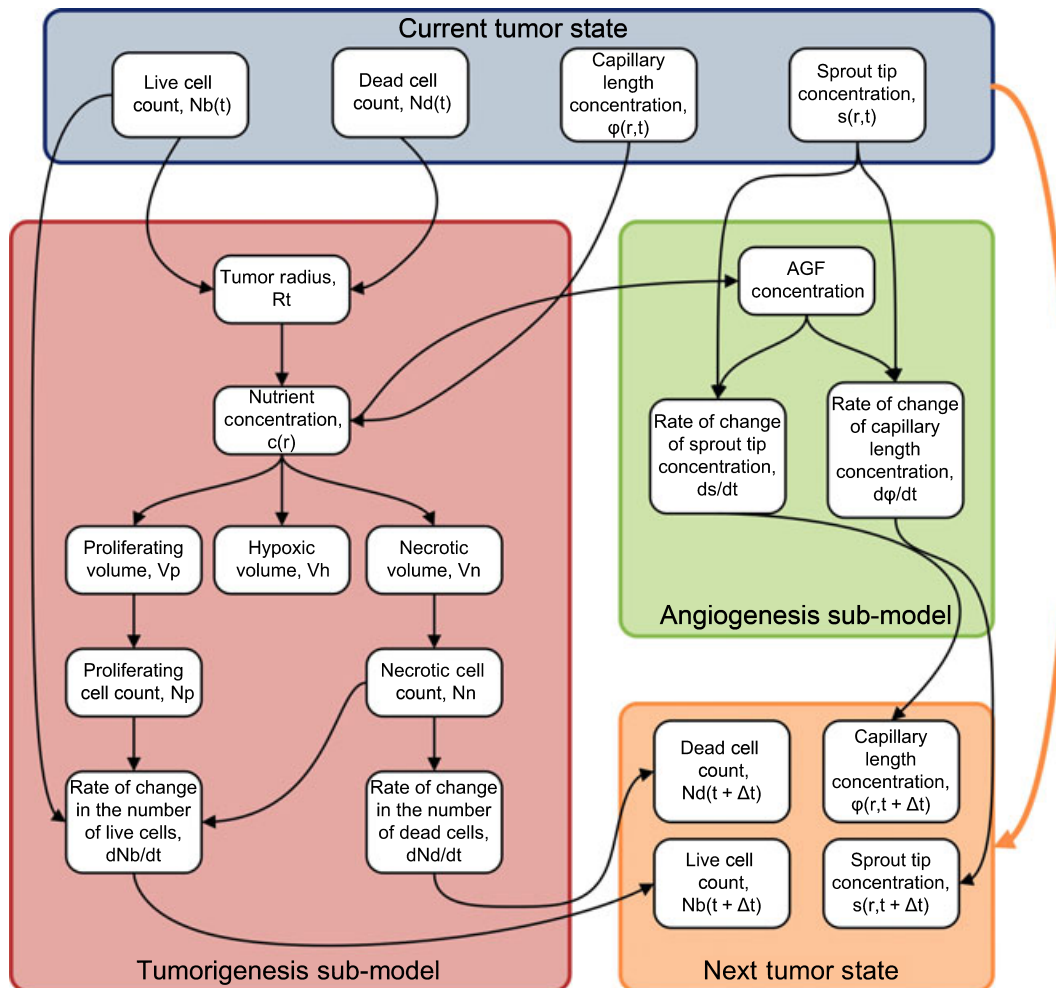 Current tumor state
Live cell
count, Nb(t)
Dead cell
count, Nd(t)
Capillary
length
concentration,
φ(r,t)
Sprout tip
concentration,
s(r,t)
Tumor radius,
Rt
Nutrient
concentration,
c(r)
Proliferating
volume, Vp
Hypoxic
volume, Vh
Necrotic
volume, Vn
Proliferating
cell count, Np
Necrotic cell
count, Nn
Rate of change
in the number
of live cells,
dNb/dt
Rate of change
in the number
of dead cells,
dNd/dt
Tumorigenesis sub-model
AGF
concentration
Rate of change
of sprout tip
concentration,
ds/dt
Rate of change
of capillary
length
concentration,
dφ/dt
Angiogenesis sub-model
Dead cell
count,
Nd(t + Δt)
Capillary
length
concentration,
φ(r,t + Δt)
Live cell
count,
Nb(t + Δt)
Sprout tip
concentration,
s(r,t + Δt)
Next tumor state